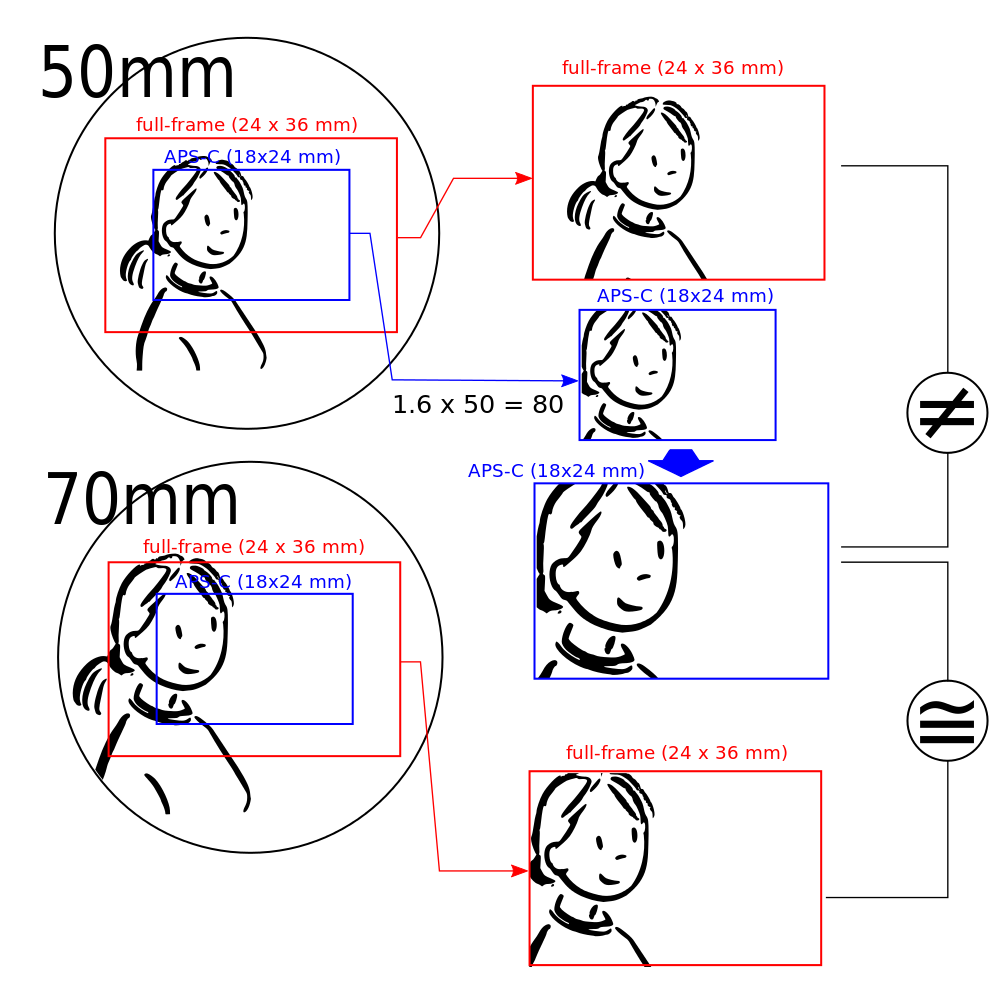 50mm
full-frame (24 x 36 mm)
APS-C (18x24 mm)
full-frame (24 x 36 mm)
APS-C (18x24 mm)
1.6 x 50 = 80
≠
APS-C (18x24 mm)
70mm
full-frame (24 x 36 mm)
APS-C (18x24 mm)
≅
full-frame (24 x 36 mm)